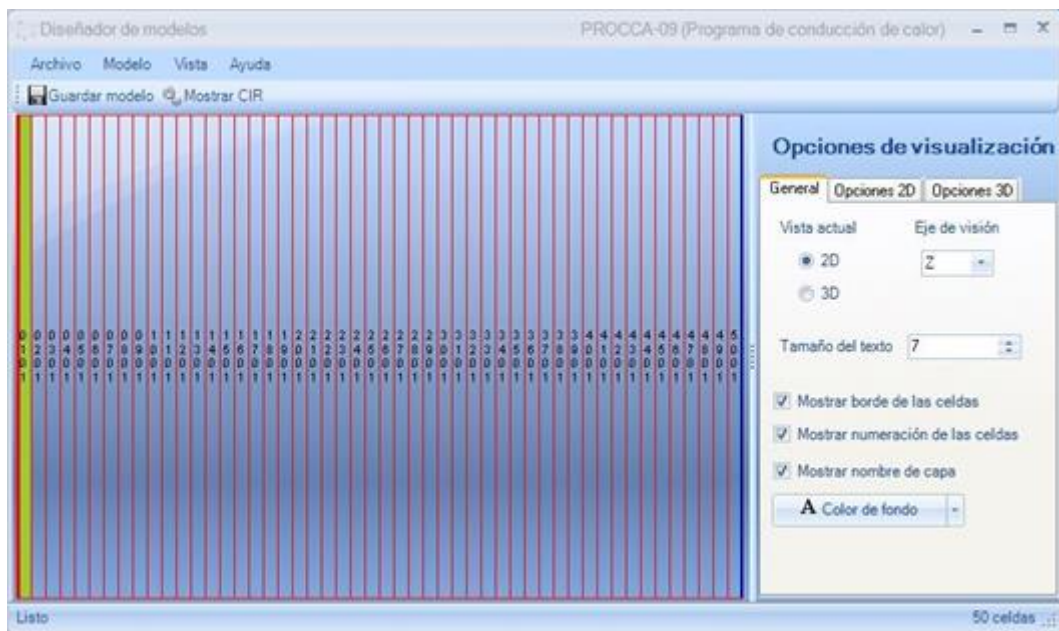 Diseñador de modelos PROCCA-09 (Programa de conducción de calor)
Archivo Modelo Vista Ayuda
Guardar modelo Mostrar CIR
Opciones de visualización
General Opciones 2D Opciones 3D
Vista actual Eje de visión
2D Z
3D
Tamaño del texto 7
Mostrar borde de las celdas
Mostrar numeración de las celdas
Mostrar nombre de capa
A Color de fondo
Listo 50 celdas